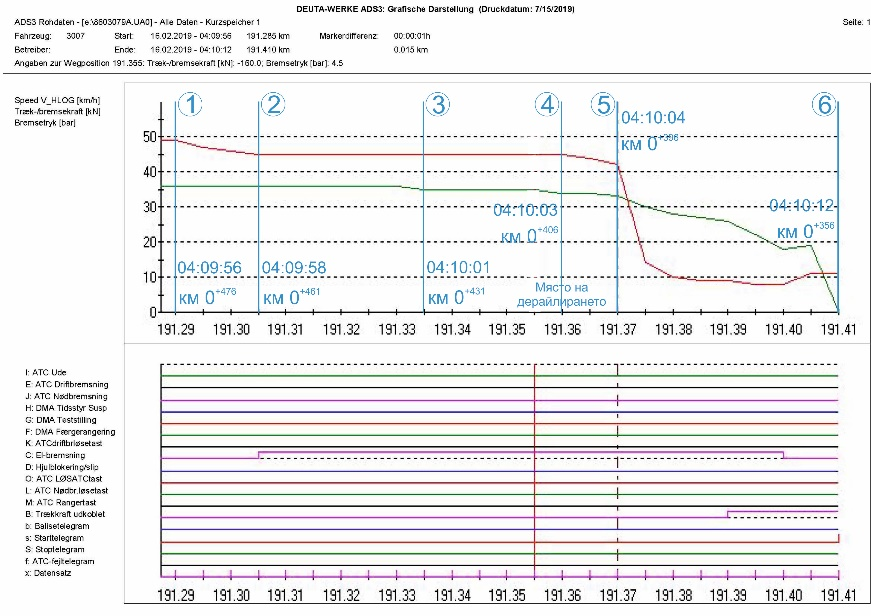 DEUTA-WERKE ADS3: Grafische Darstellung (Druckdatum: 7/15/2019)
ADS3 Rohdaten - [e:\8603079A.UA0] - Alle Daten - Kurzspeicher 1 Seite: 1
Fahrzeug: 3007 Start: 16.02.2019 - 04:09:56 191.285 km Markerdifferenz: 00:00:01h
Betreiber: Ende: 16.02.2019 - 04:10:12 191.410 km 0.015 km
Angaben zur Wegposition 191.355: Træk-/bremsekraft [kN]: -160.0; Bremsetryk [bar]: 4.5
Speed V_HLOG [km/h]
Træk-/bremsekraft [kN]
Bremsetryk [bar]
1 2 3 4 5 6
04:10:04
км 0+396
50
40
30
20
10
0
04:10:03
км 0+406
04:10:12
км 0+356
04:09:56
км 0+476
04:09:58
км 0+461
04:10:01
км 0+431
Място на
дерайлирането
191.29 191.30 191.31 191.32 191.33 191.34 191.35 191.36 191.37 191.38 191.39 191.40 191.41
I: ATC Ude
E: ATC Driftbremsning
J: ATC Nødbremsning
H: DMA Tidsstyr Susp
G: DMA Teststilling
F: DMA Færgerangering
K: ATCdriftbrløsetast
C: El-bremsning
D: Hjulblokering/slip
O: ATC LØSATCtast
L: ATC Nødbr.løsetast
M: ATC Rangertast
B: Trækkraft udkoblet
b: Balisetelegram
s: Starttelegram
S: Stoptelegram
f: ATC-fejltelegram
x: Datensatz
191.29 191.30 191.31 191.32 191.33 191.34 191.35 191.36 191.37 191.38 191.39 191.40 191.41